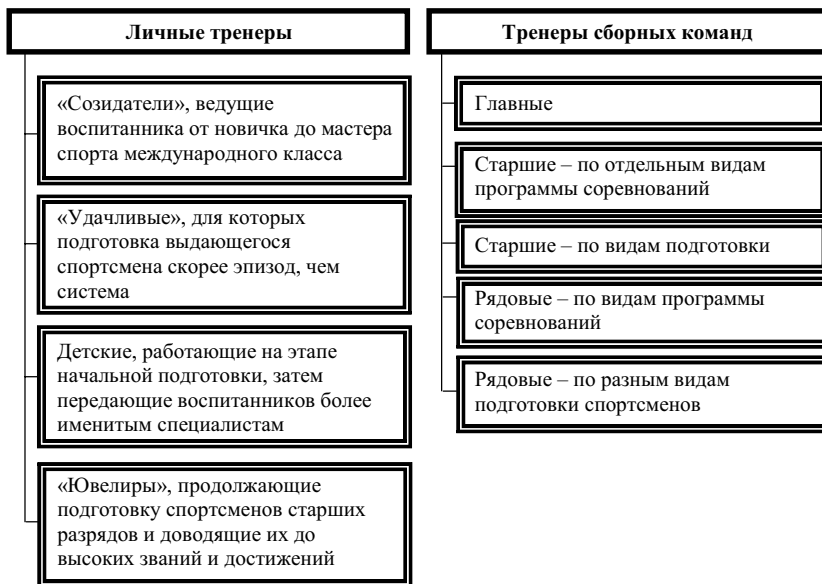 Личные тренеры
«Созидатели», ведущие
воспитанника от новичка до мастера
спорта международного класса
«Удачливые», для которых
подготовка выдающегося
спортсмена скорее эпизод, чем
система
Детские, работающие на этапе
начальной подготовки, затем
передающие воспитанников более
именитым специалистам
«Ювелиры», продолжающие
подготовку спортсменов старших
разрядов и доводящие их до
высоких званий и достижений
Тренеры сборных команд
Главные
Старшие – по отдельным видам
программы соревнований
Старшие – по видам подготовки
Рядовые – по видам программы
соревнований
Рядовые – по разным видам
подготовки спортсменов